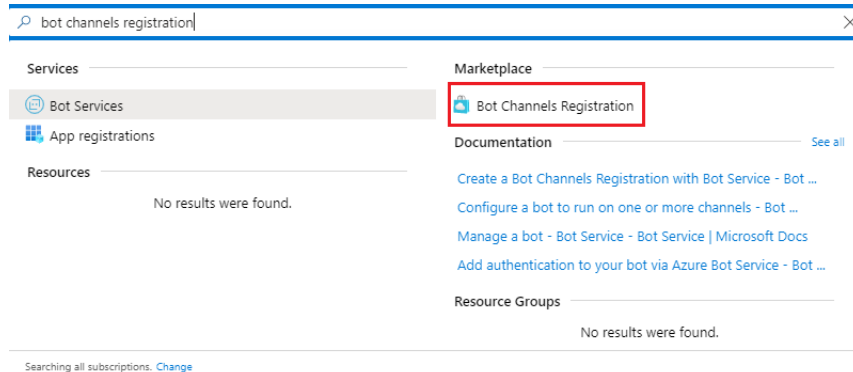 bot channels registration
Services
Bot Services
App registrations
Resources
No results were found.
Marketplace
Bot Channels Registration
Documentation
See all
Create a Bot Channels Registration with Bot Service - Bot ...
Configure a bot to run on one or more channels - Bot ...
Manage a bot - Bot Service - Bot Service | Microsoft Docs
Add authentication to your bot via Azure Bot Service - Bot ...
Resource Groups
No results were found.
Searching all subscriptions. Change